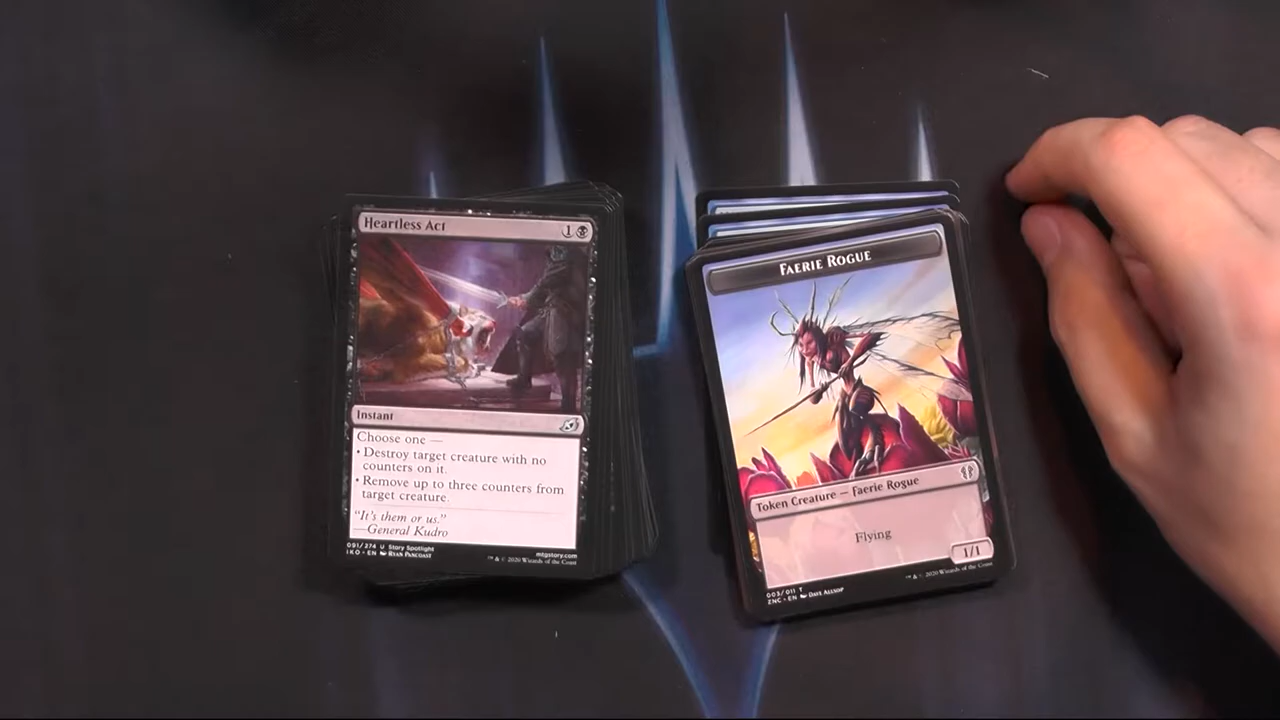 Heartless Act
1
Instant
Choose one —
• Destroy target creature with no
counters on it.
• Remove up to three counters from
target creature.
“It’s them or us.”
—General Kudro
091/274 U Story Spotlight
IKO • EN Ryan Pancoast
mtgstory.com
™ & © 2020 Wizards of the Coast
Faerie Rogue
Token Creature — Faerie Rogue
Flying
1/1
003/011 T
ZNC • EN Dave Allsop
™ & © 2020 Wizards of the Coast